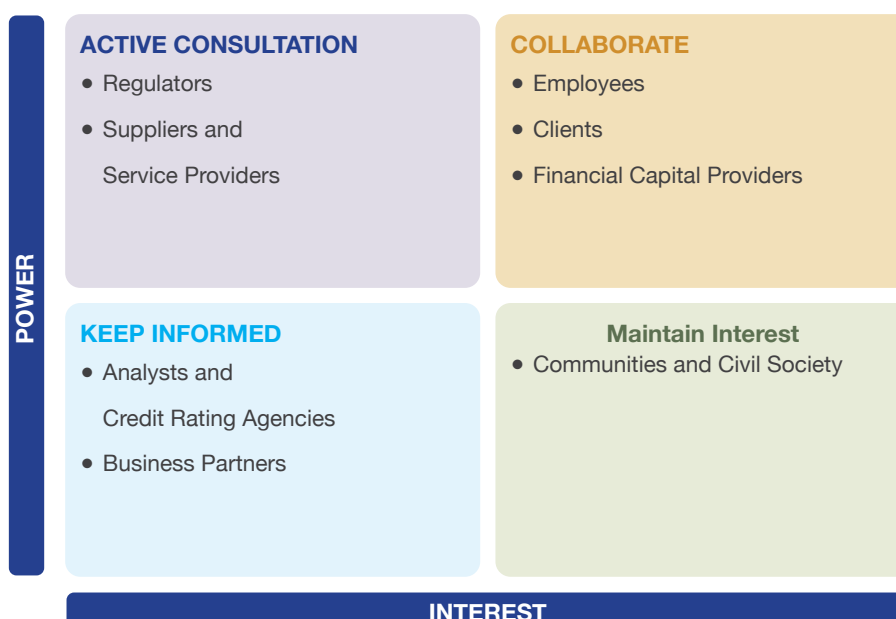 POWER
ACTIVE CONSULTATION
• Regulators
• Suppliers and
Service Providers
COLLABORATE
• Employees
• Clients
• Financial Capital Providers
KEEP INFORMED
• Analysts and
Credit Rating Agencies
• Business Partners
Maintain Interest
• Communities and Civil Society
INTEREST